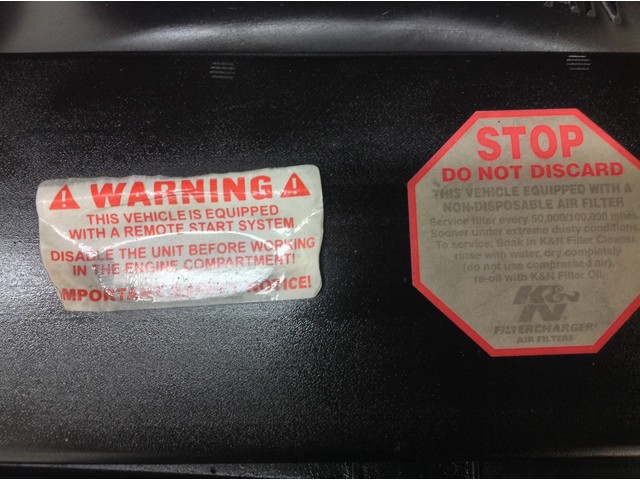 WARNING
THIS VEHICLE IS EQUIPPED
WITH A REMOTE START SYSTEM
DISABLE THE UNIT BEFORE WORKING
IN THE ENGINE COMPARTMENT!
IMPORTANT NOTICE!
STOP
DO NOT DISCARD
THIS VEHICLE EQUIPPED WITH A
NON-DISPOSABLE AIR FILTER
Service filter every 50,000/100,000 miles
Sooner under extreme dusty conditions
To service: Soak in K&N Filter Cleaner,
rinse with water, dry completely
(do not use compressed air),
re-oil with K&N Filter Oil.
K&N
FILTERCHARGER
AIR FILTERS